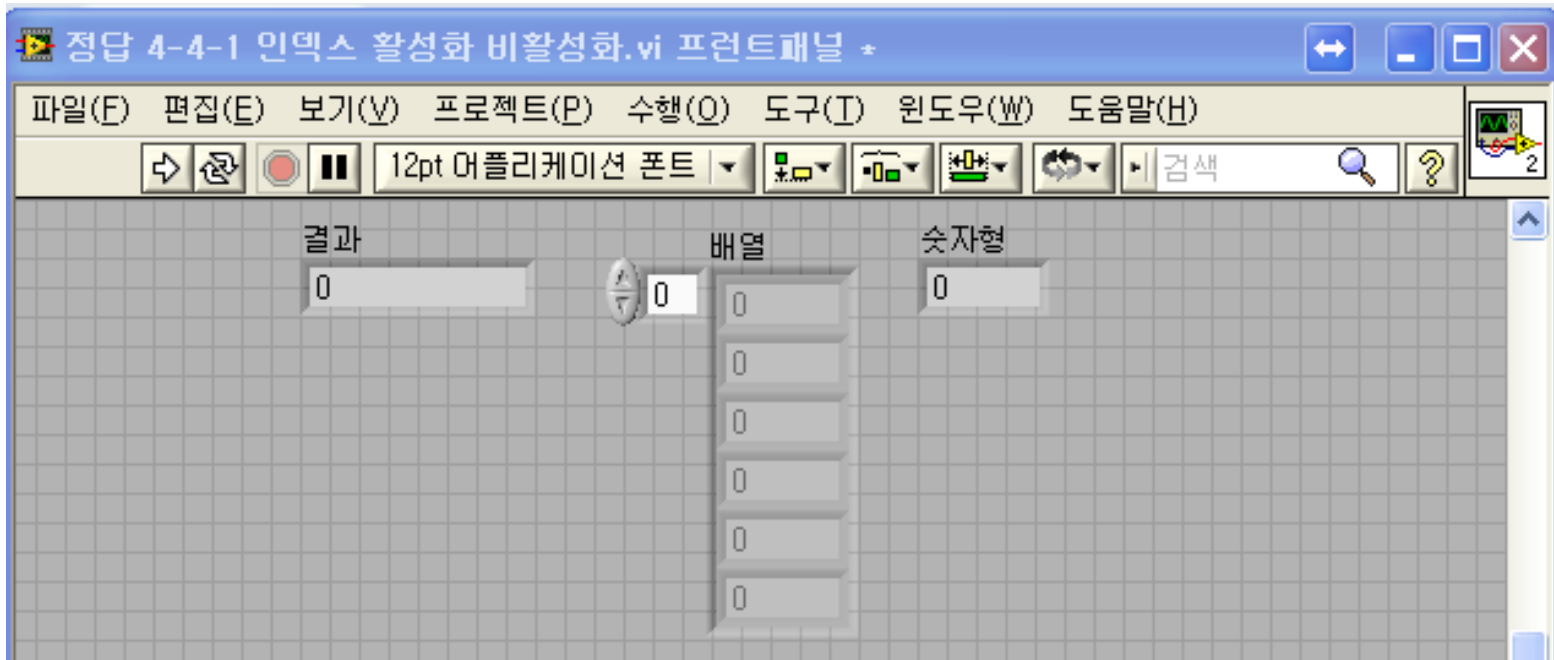 정답 4-4-1 인덱스 활성화 비활성화.vi 프런트패널 *
파일(F) 편집(E) 보기(V) 프로젝트(P) 수행(O) 도구(T) 윈도우(W) 도움말(H)
12pt 어플리케이션 폰트 검색 ? 2
결과 배열 숫자형
0 0 0 0
0
0
0
0
0